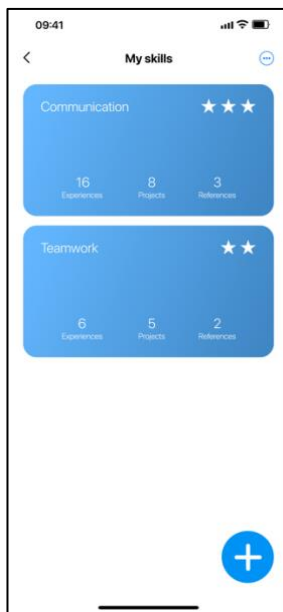 09:41
My skills
Communication ★★★
16 8 3
Experiences Projects References
Teamwork ★★
6 5 2
Experiences Projects References